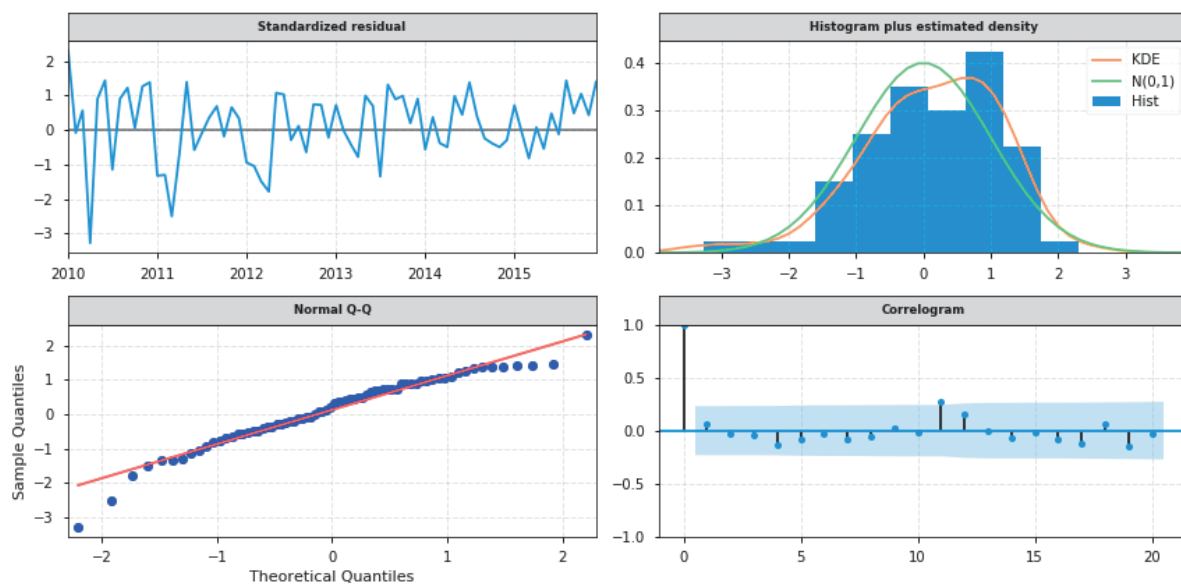 Standardized residual
2
1
0
−1
−2
−3
2010 2011 2012 2013 2014 2015
Histogram plus estimated density
0.4
0.3
0.2
0.1
0.0
KDE
N(0,1)
Hist
−3 −2 −1 0 1 2 3
Normal Q-Q
Sample Quantiles
2
1
0
−1
−2
−3
−2 −1 0 1 2
Theoretical Quantiles
Correlogram
1.0
0.5
0.0
−0.5
−1.0
0 5 10 15 20